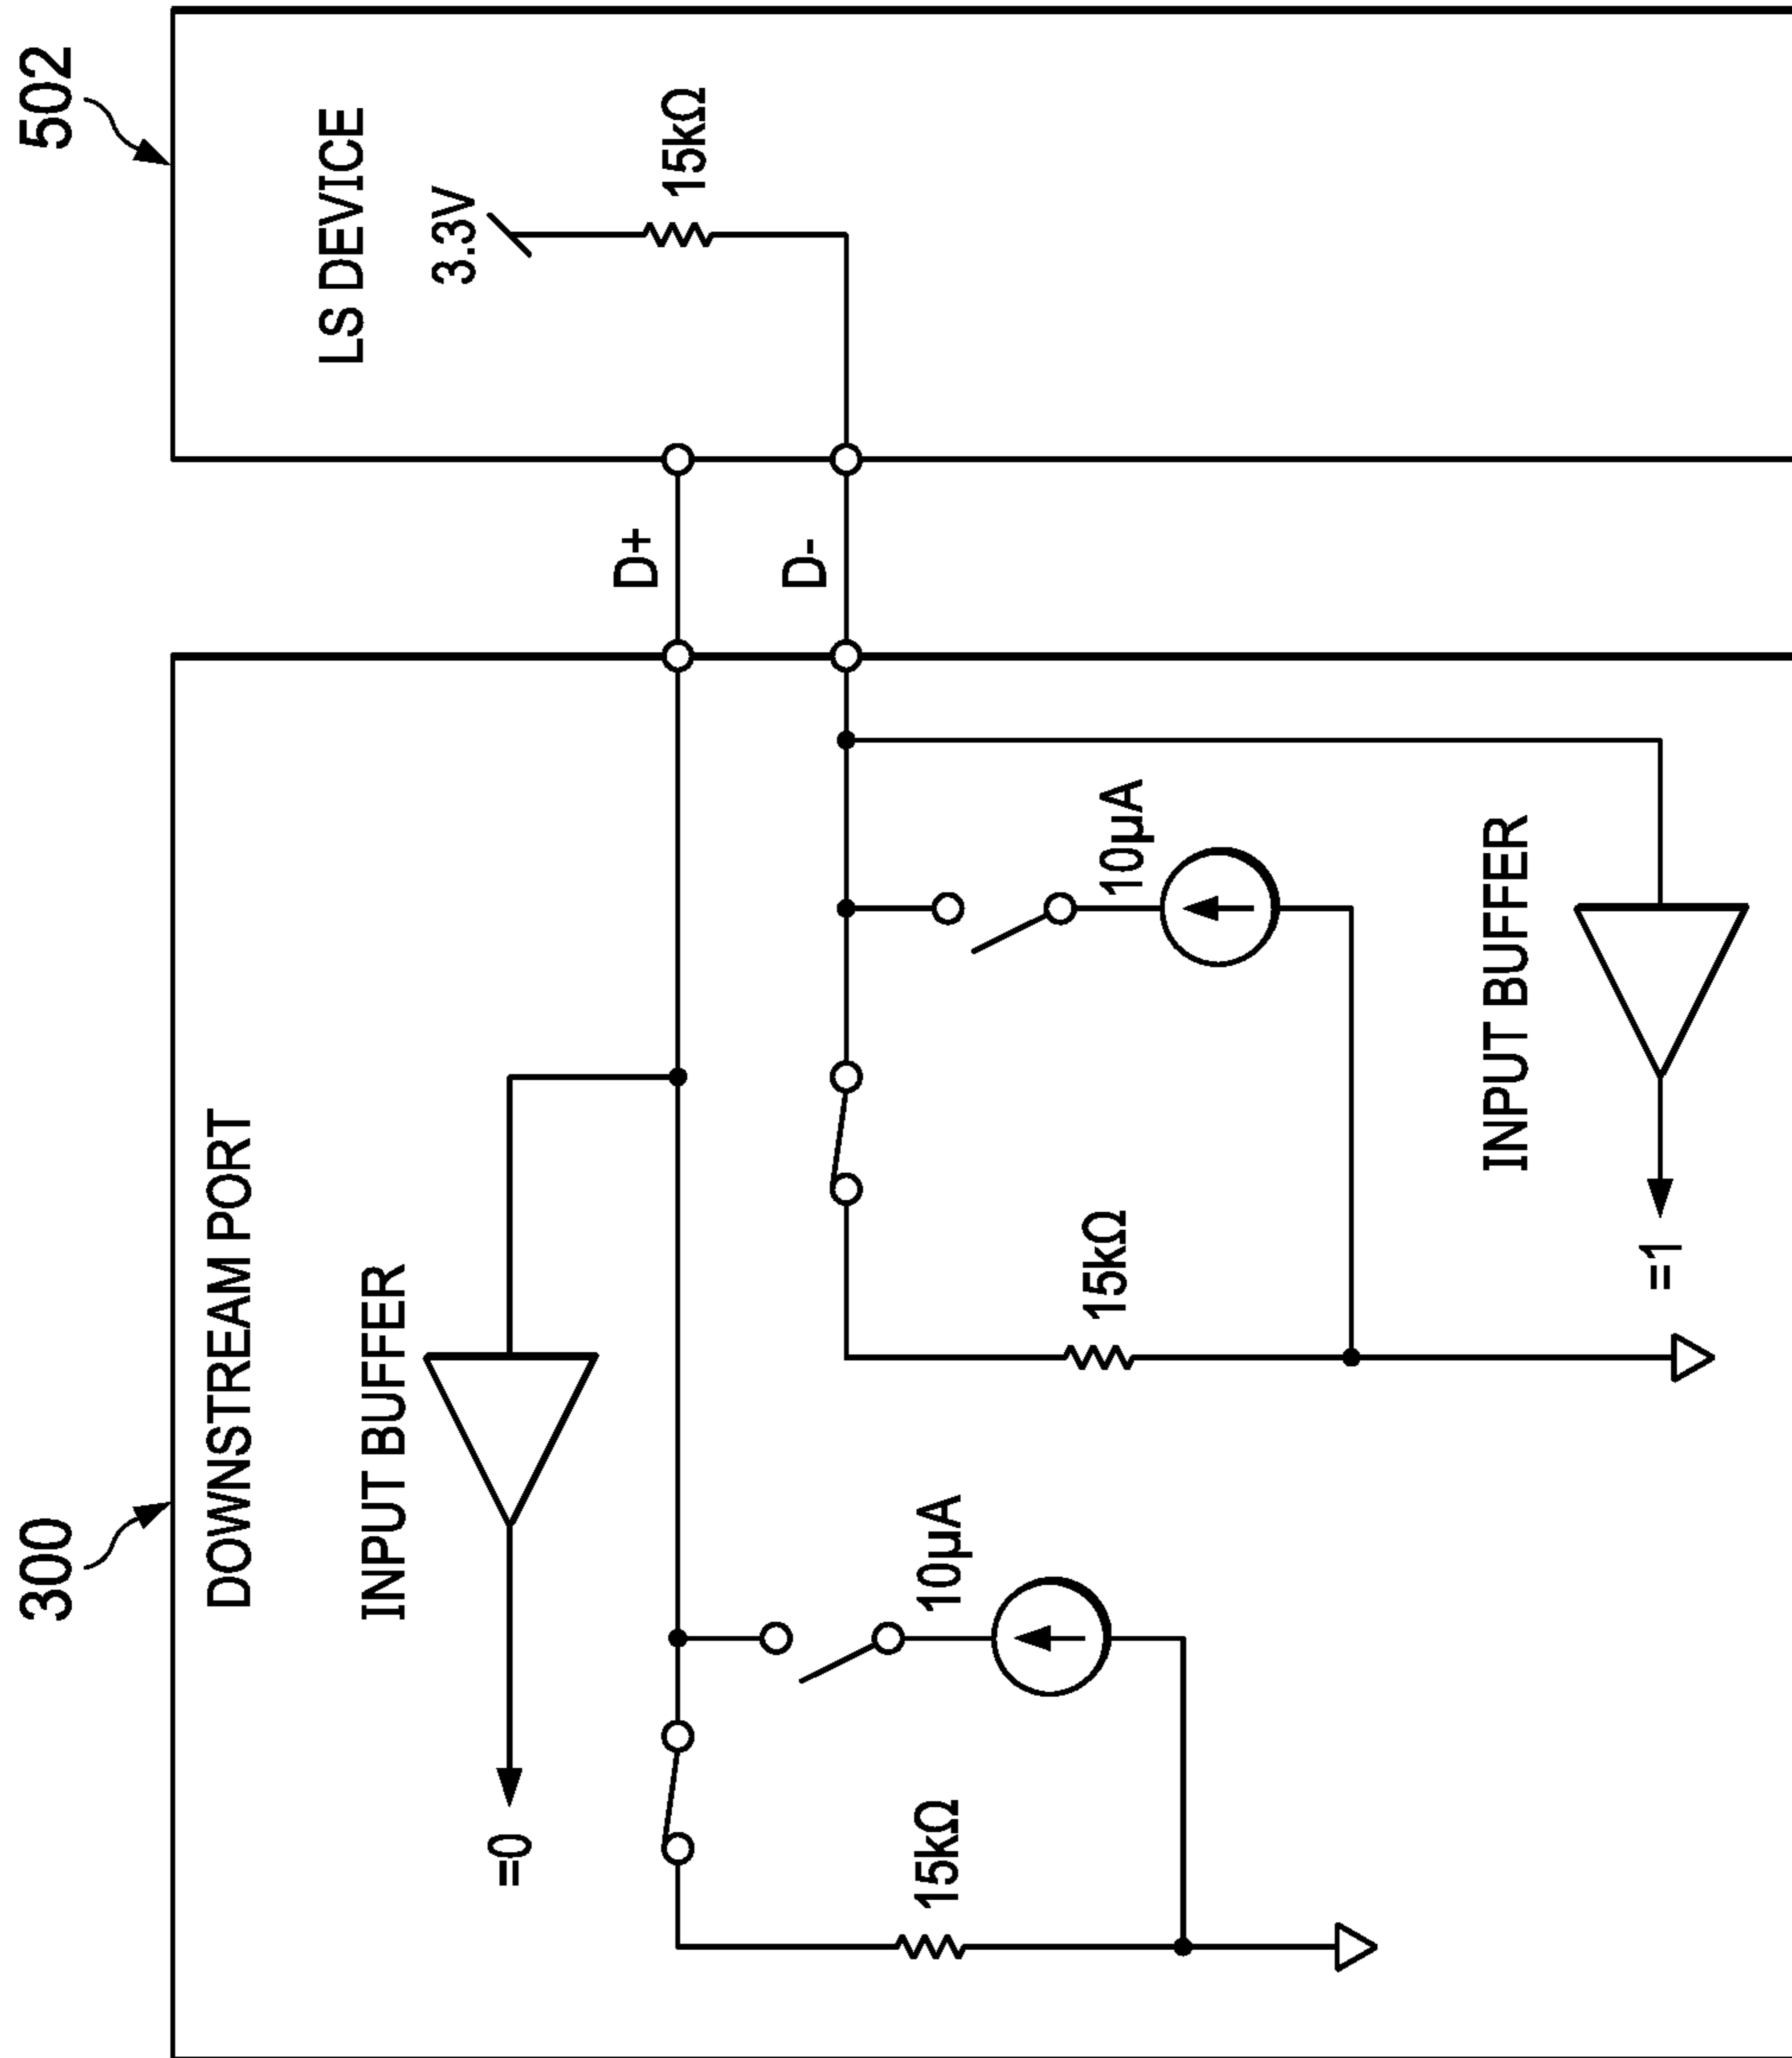 300
502
DOWNSTREAM PORT
LS DEVICE
INPUT BUFFER
3.3V
=0
D+
15kΩ
D-
15kΩ
10µA
15kΩ
10µA
INPUT BUFFER
=1